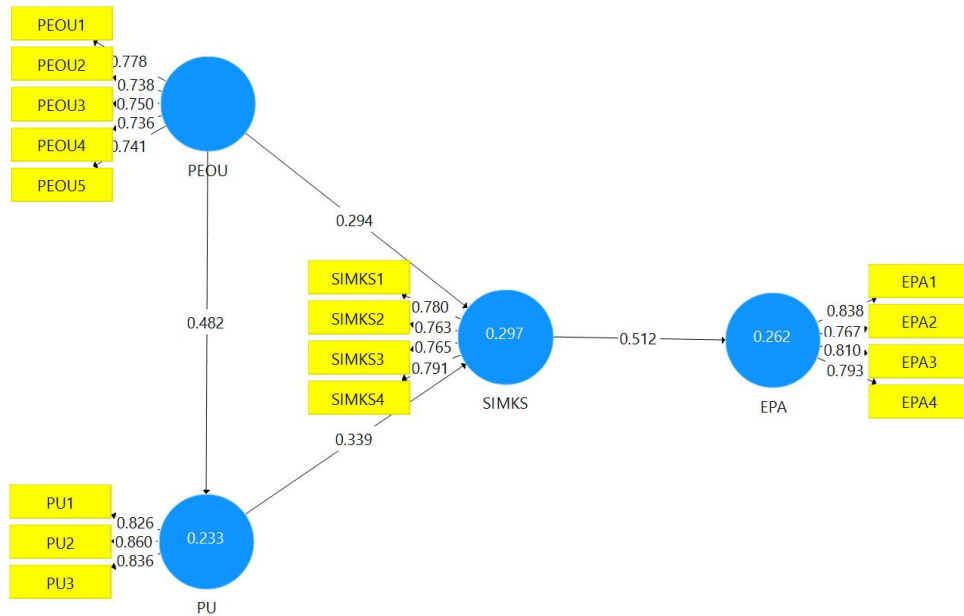 PEOU1
PEOU2
PEOU3
PEOU4
PEOU5
0.778
0.738
0.750
0.736
0.741
PEOU
0.294
0.482
SIMKS1
SIMKS2
SIMKS3
SIMKS4
0.780
0.763
0.765
0.791
0.297
SIMKS
0.512
0.262
EPA
0.838
0.767
0.810
0.793
EPA1
EPA2
EPA3
EPA4
0.339
PU1
PU2
PU3
0.826
0.860
0.836
0.233
PU